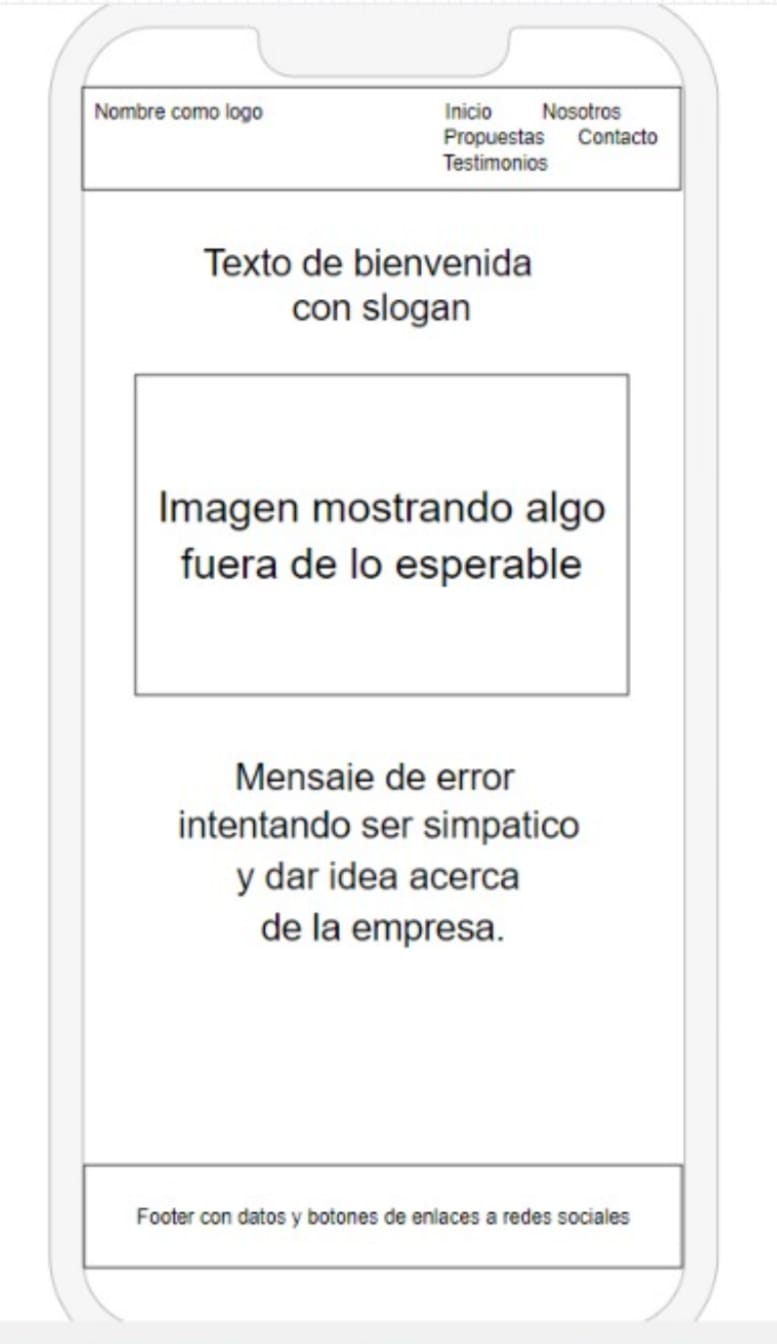 Nombre como logo
Inicio Nosotros
Propuestas Contacto
Testimonios
Texto de bienvenida
con slogan
Imagen mostrando algo
fuera de lo esperable
Mensaie de error
intentando ser simpatico
y dar idea acerca
de la empresa.
Footer con datos y botones de enlaces a redes sociales